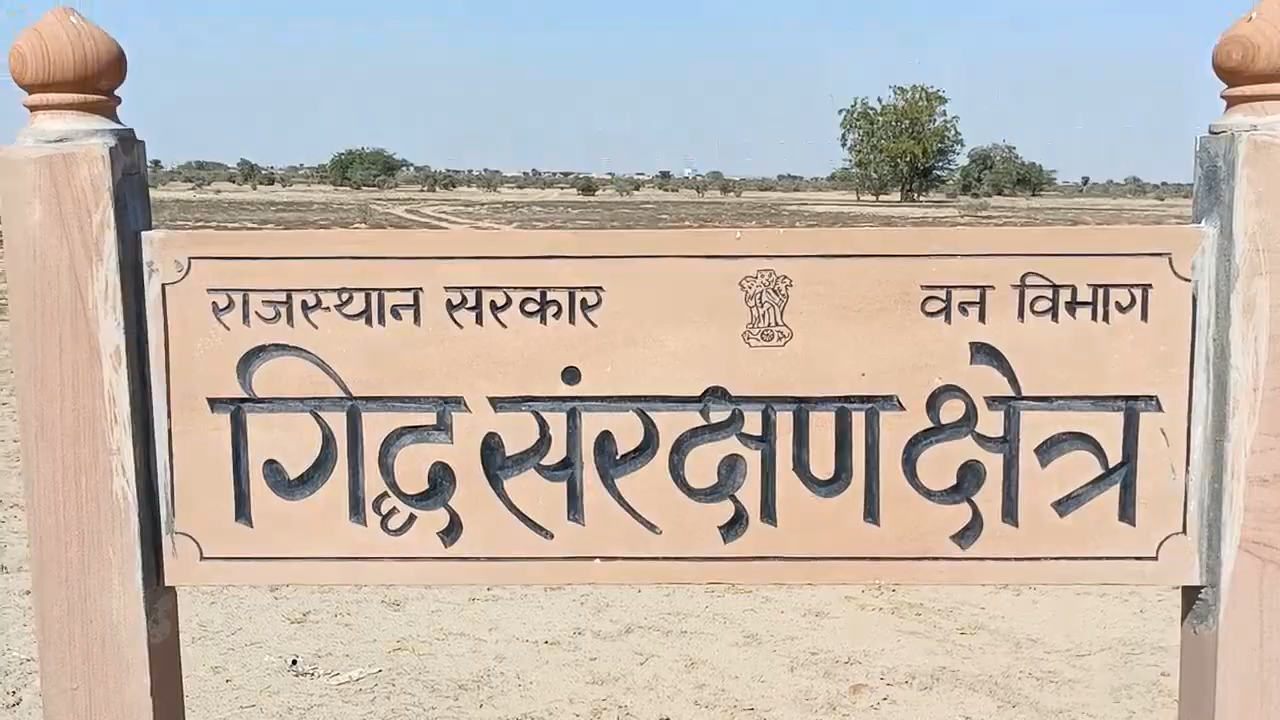 राजस्थान सरकार वन विभाग
गिद्ध संरक्षण क्षेत्र